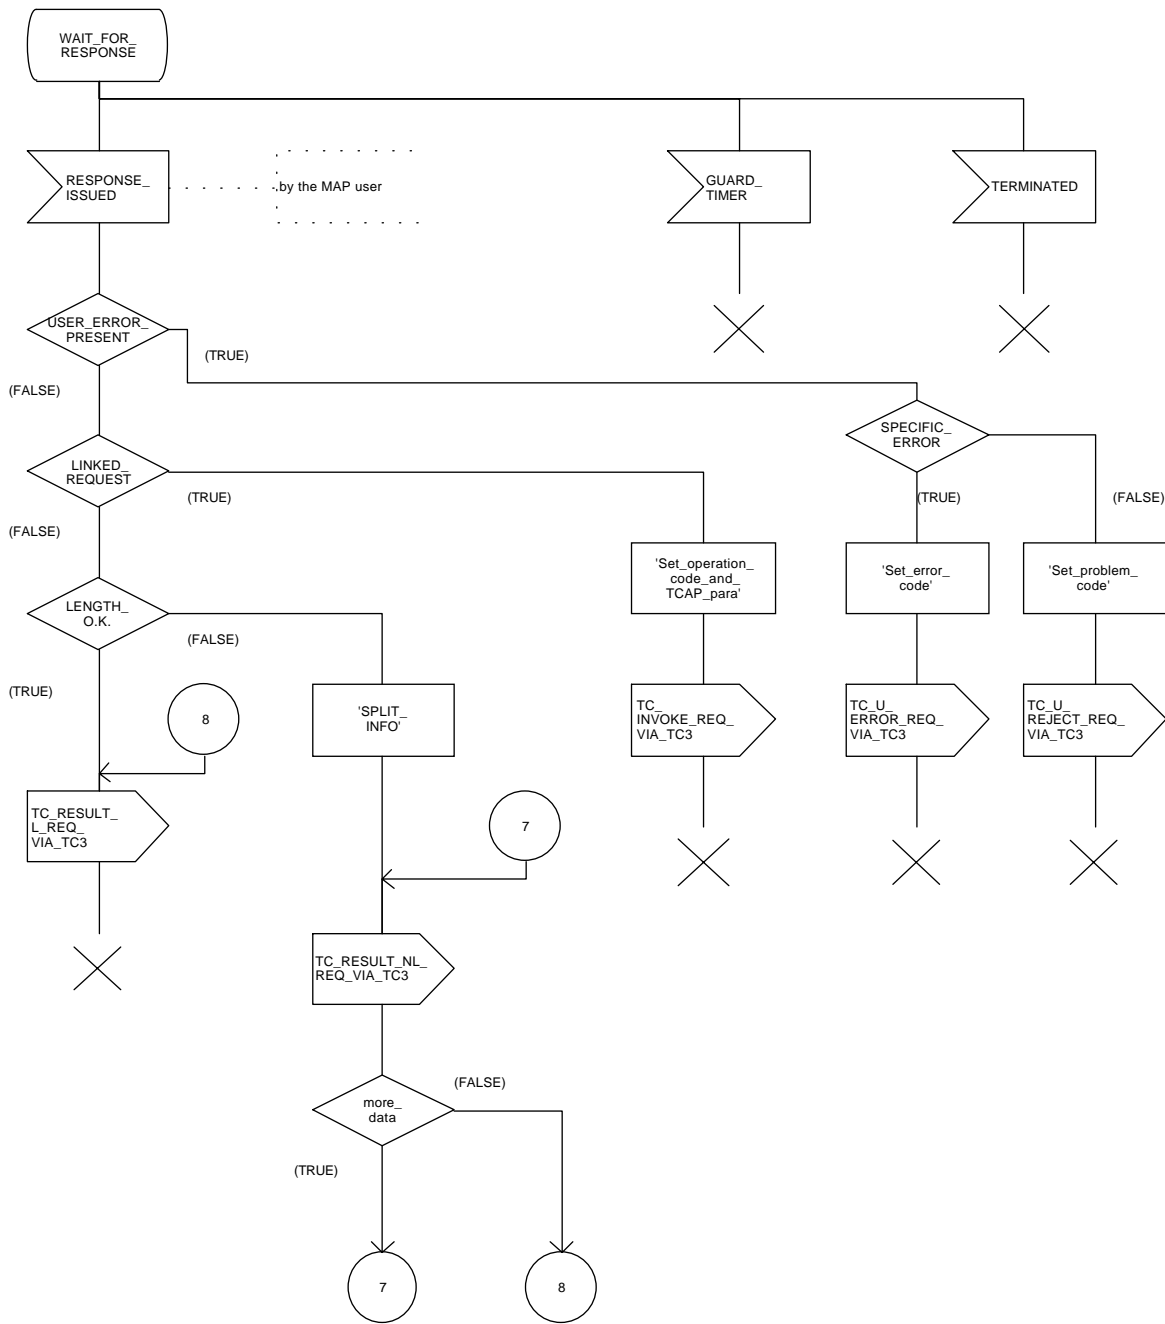 WAIT_FOR_
RESPONSE
RESPONSE_
ISSUED
by the MAP user
GUARD_
TIMER
TERMINATED
USER_ERROR_
PRESENT
(TRUE)
(FALSE)
SPECIFIC_
ERROR
LINKED_
REQUEST
(TRUE)
(TRUE)
(FALSE)
(FALSE)
'Set_operation_
code_and_
TCAP_para'
'Set_error_
code'
'Set_problem_
code'
LENGTH_
O.K.
(FALSE)
(TRUE)
8
'SPLIT_
INFO'
TC_
INVOKE_REQ_
VIA_TC3
TC_U_
ERROR_REQ_
VIA_TC3
TC_U_
REJECT_REQ_
VIA_TC3
TC_RESULT_
L_REQ_
VIA_TC3
7
TC_RESULT_NL_
REQ_VIA_TC3
more_
data
(FALSE)
(TRUE)
7
8